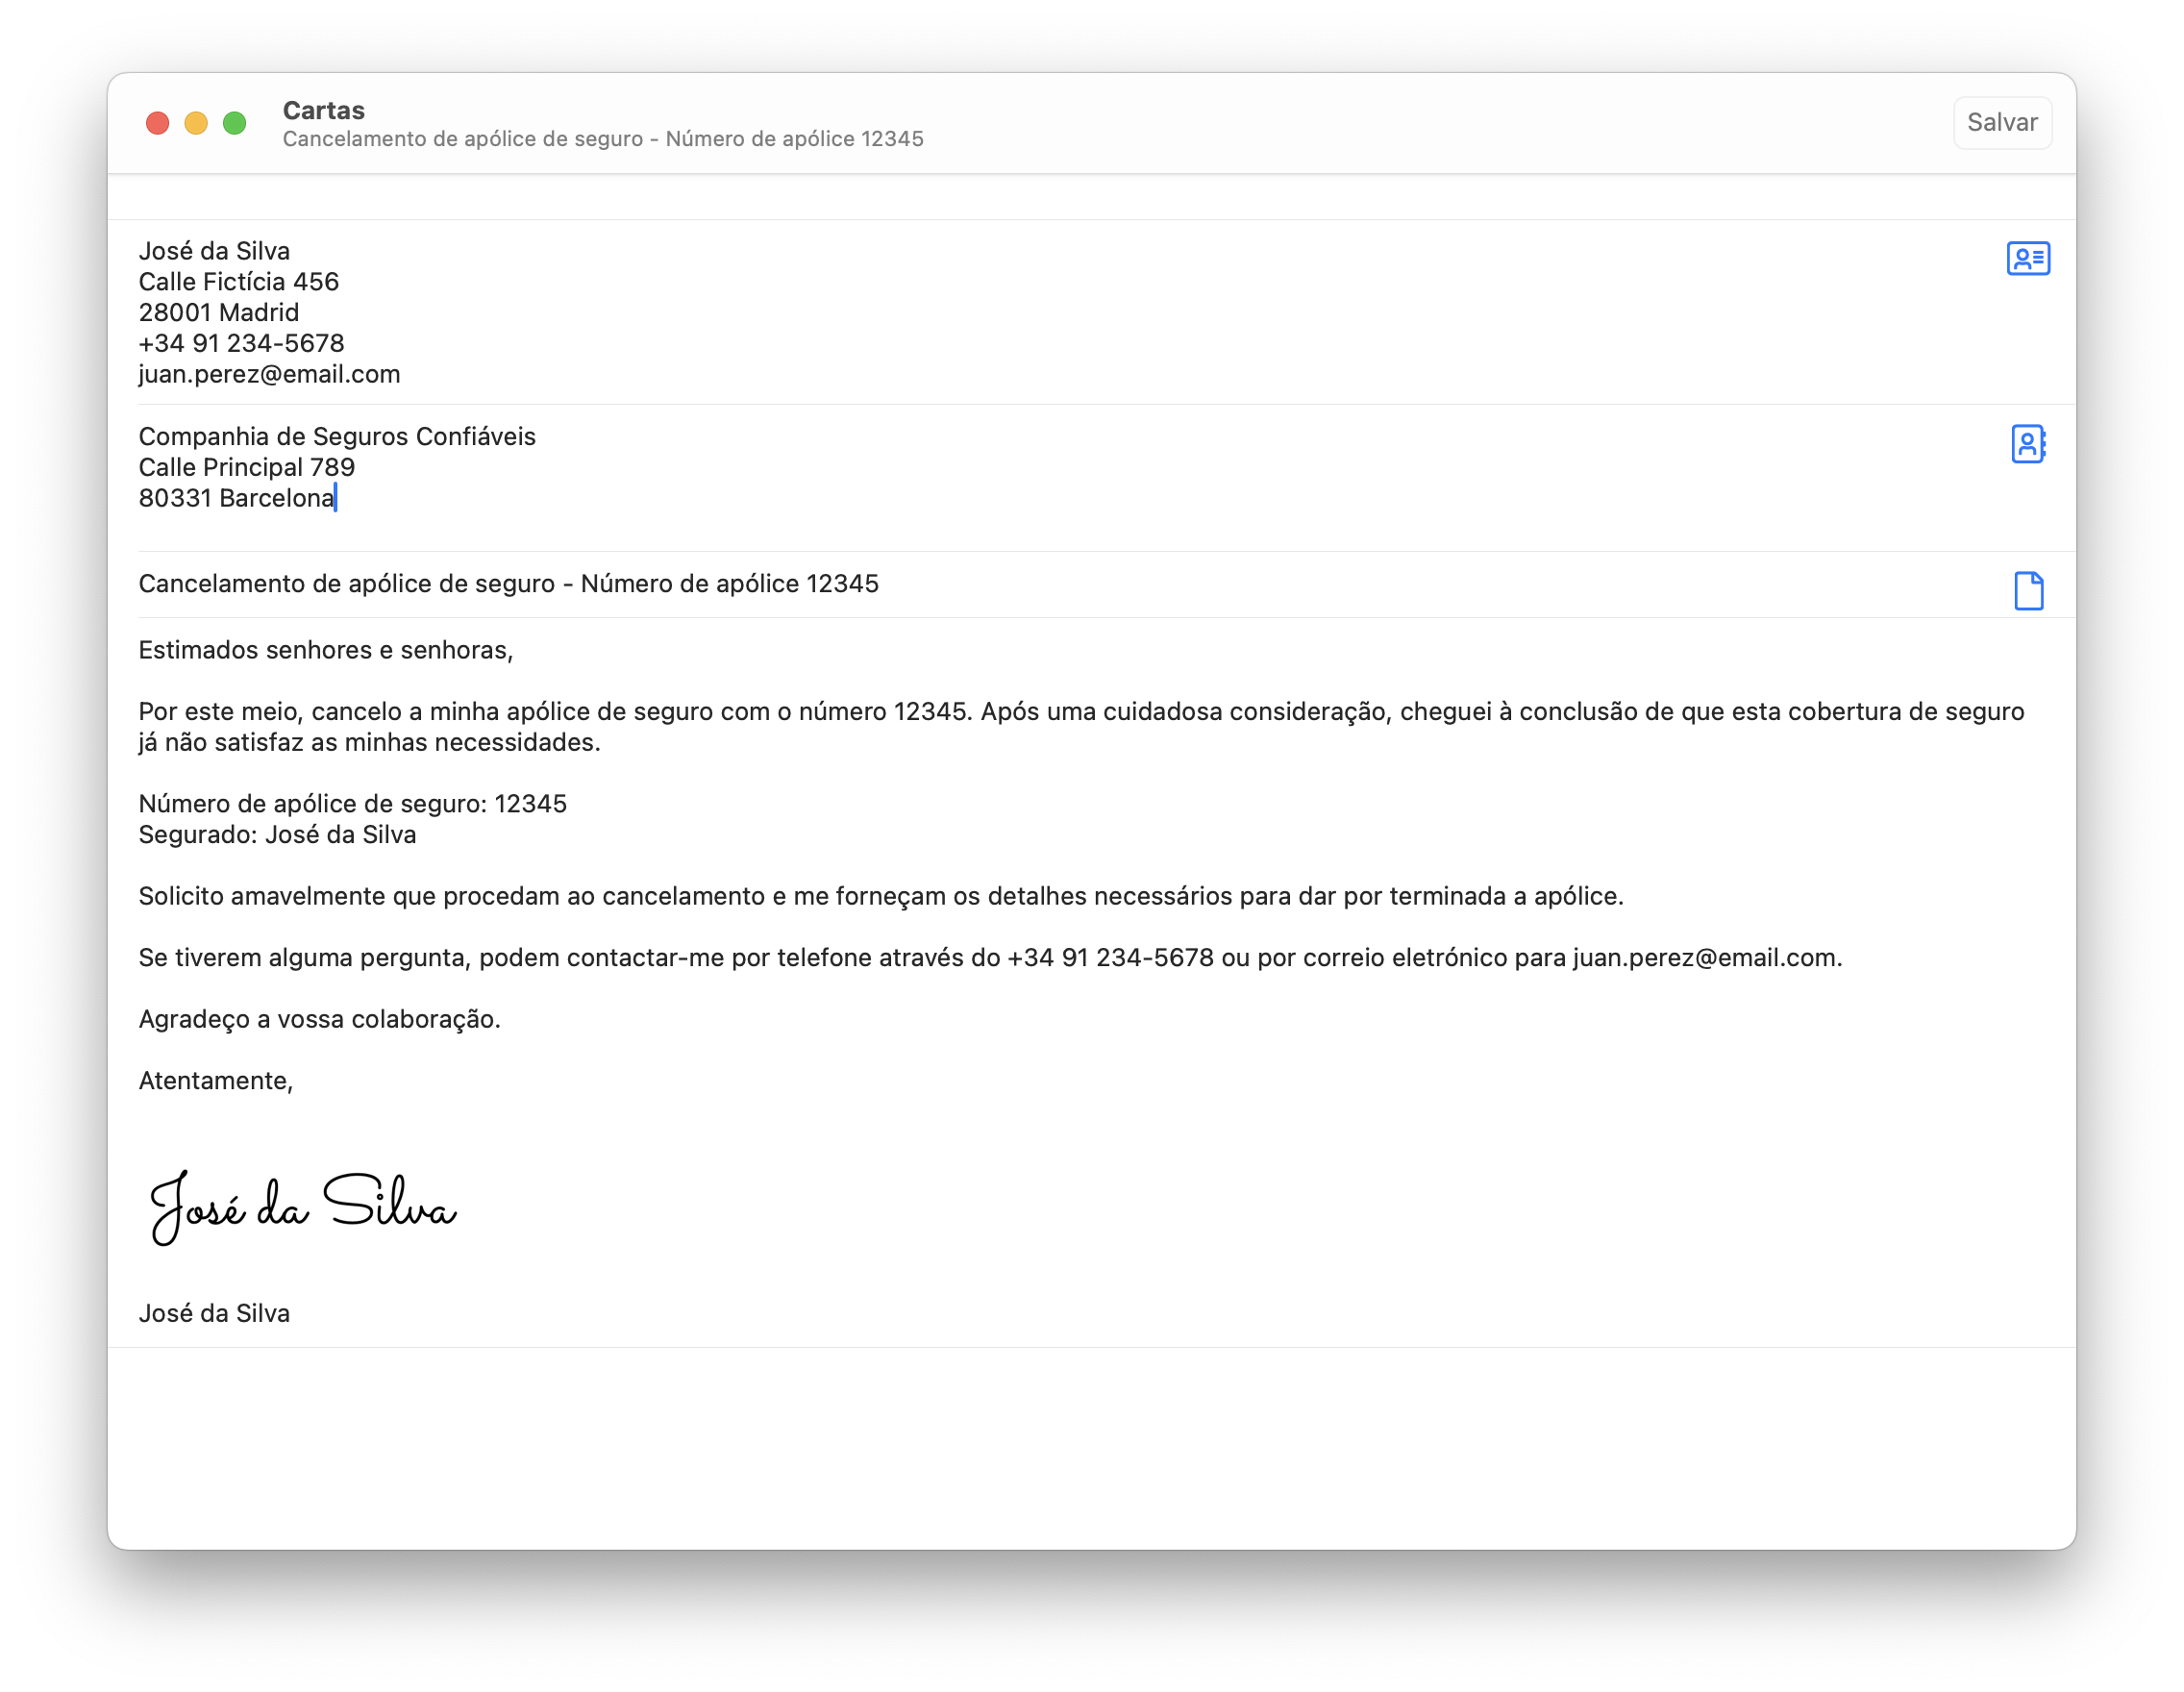 Cartas
Cancelamento de apólice de seguro - Número de apólice 12345
Salvar
José da Silva
Calle Fictícia 456
28001 Madrid
+34 91 234-5678
juan.perez@email.com
Companhia de Seguros Confiáveis
Calle Principal 789
80331 Barcelona
Cancelamento de apólice de seguro - Número de apólice 12345
Estimados senhores e senhoras,
Por este meio, cancelo a minha apólice de seguro com o número 12345. Após uma cuidadosa consideração, cheguei à conclusão de que esta cobertura de seguro
já não satisfaz as minhas necessidades.
Número de apólice de seguro: 12345
Segurado: José da Silva
Solicito amavelmente que procedam ao cancelamento e me forneçam os detalhes necessários para dar por terminada a apólice.
Se tiverem alguma pergunta, podem contactar-me por telefone através do +34 91 234-5678 ou por correio eletrónico para juan.perez@email.com.
Agradeço a vossa colaboração.
Atentamente,
José da Silva
José da Silva